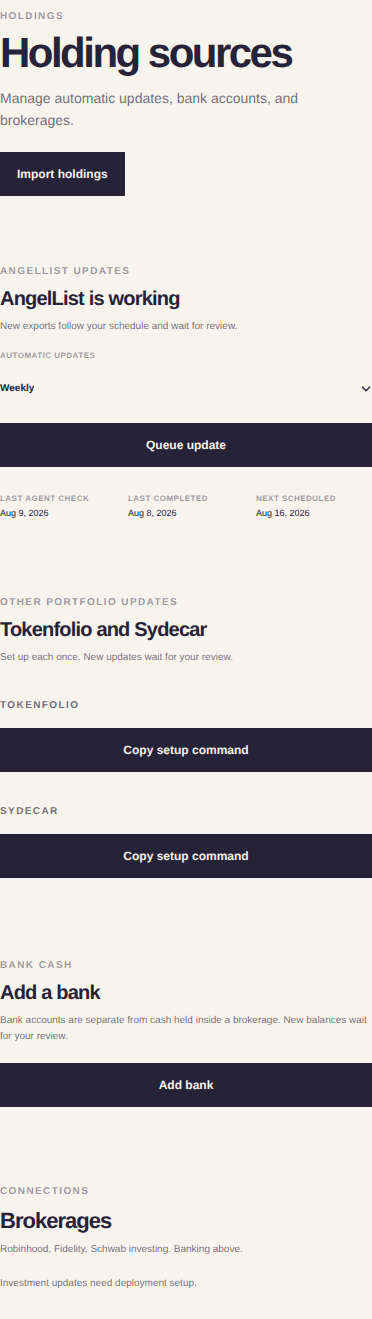 HOLDINGS
Holding sources
Manage automatic updates, bank accounts, and
brokerages.
Import holdings
ANGELLIST UPDATES
AngelList is working
New exports follow your schedule and wait for review.
AUTOMATIC UPDATES
Weekly
Queue update
LAST AGENT CHECK LAST COMPLETED NEXT SCHEDULED
Aug 9, 2026 Aug 8, 2026 Aug 16, 2026
OTHER PORTFOLIO UPDATES
Tokenfolio and Sydecar
Set up each once. New updates wait for your review.
TOKENFOLIO
Copy setup command
SYDECAR
Copy setup command
BANK CASH
Add a bank
Bank accounts are separate from cash held inside a brokerage. New balances wait
for your review.
Add bank
CONNECTIONS
Brokerages
Robinhood, Fidelity, Schwab investing. Banking above.
Investment updates need deployment setup.